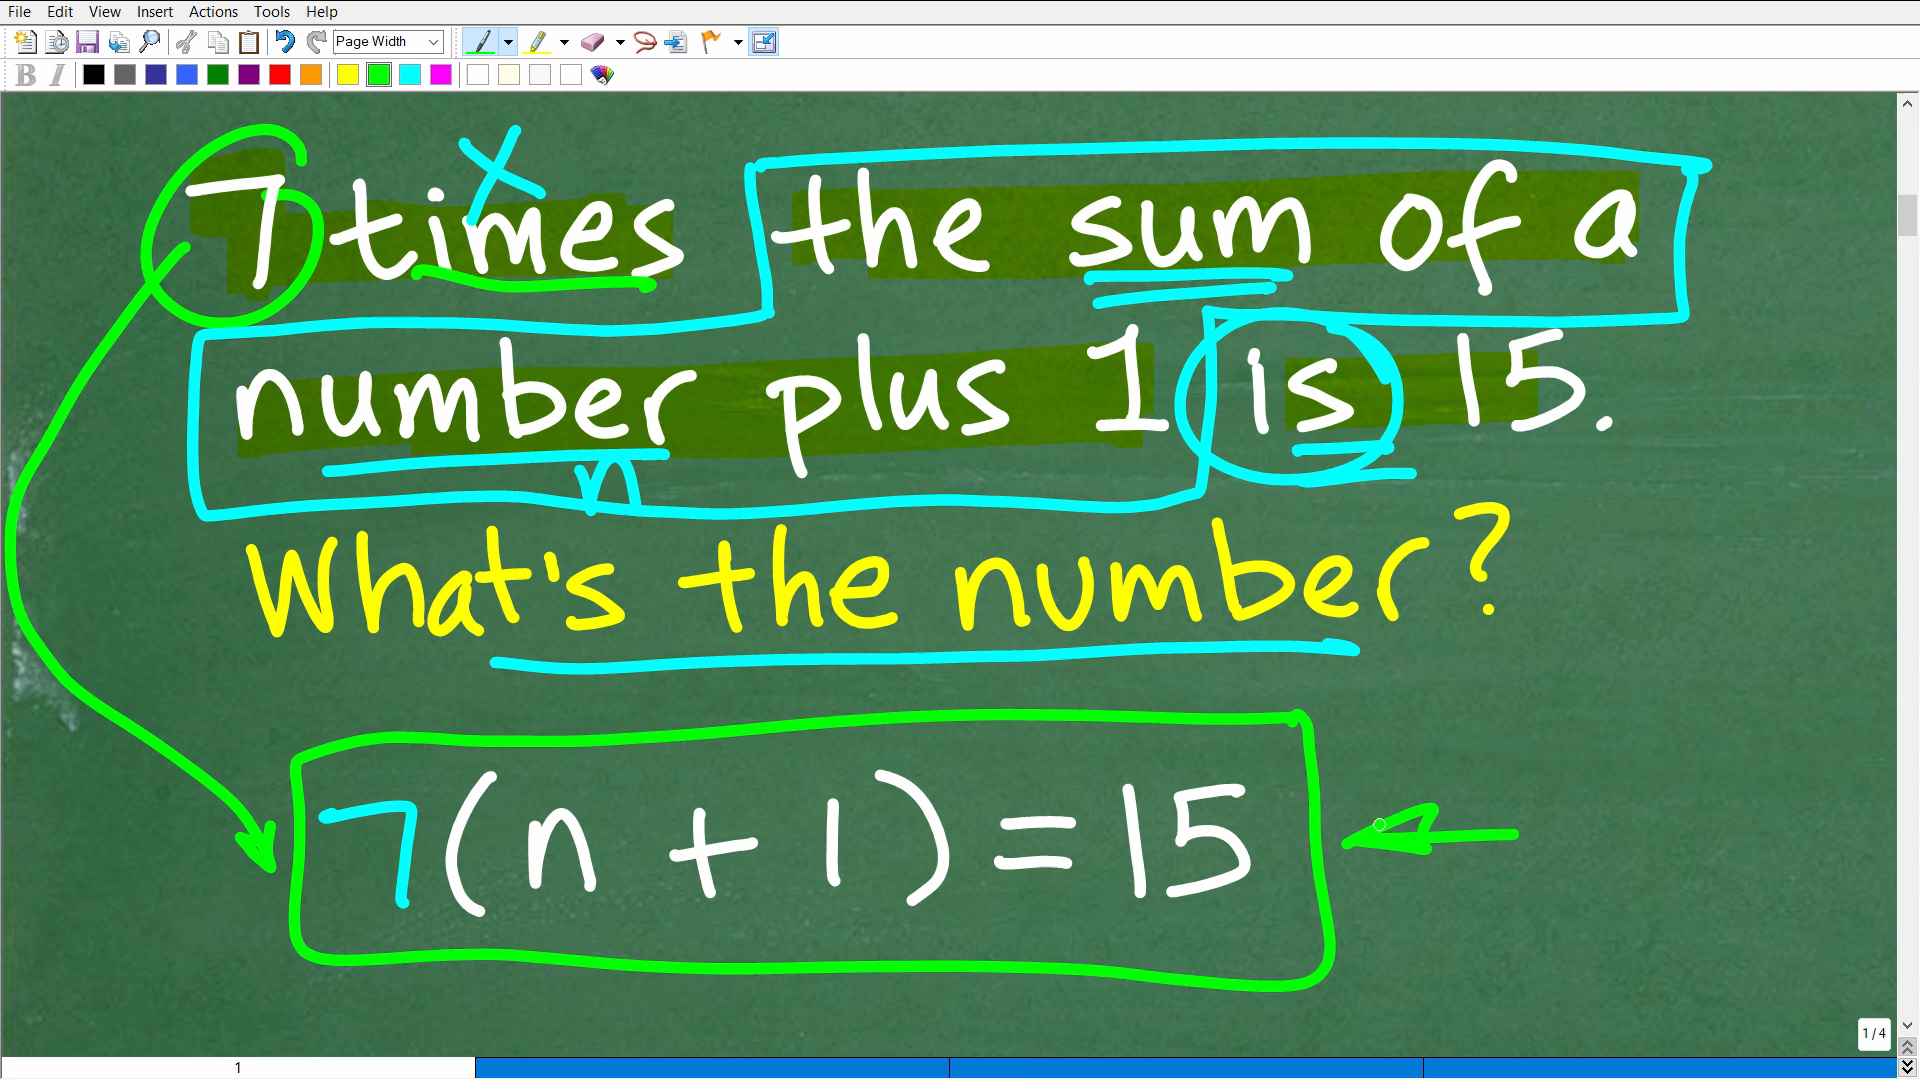 File Edit View Insert Actions Tools Help
Page Width
B I
x
7 times the sum of a
number plus 1 is 15.
n
What's the number?
7(n + 1) = 15
1 / 4
1